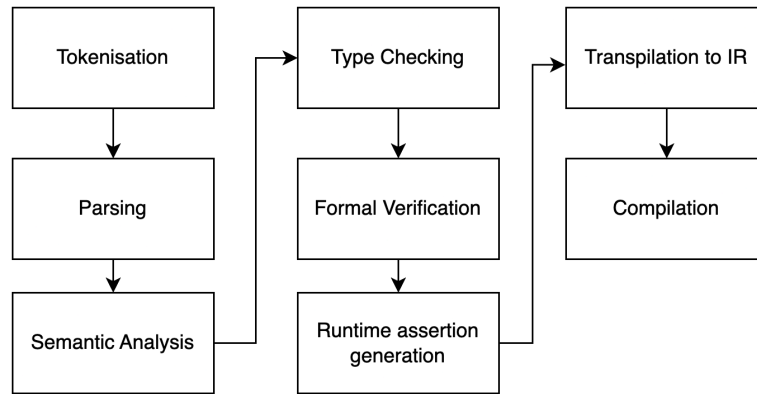 Tokenisation
Parsing
Semantic Analysis
Type Checking
Formal Verification
Runtime assertion
generation
Transpilation to IR
Compilation